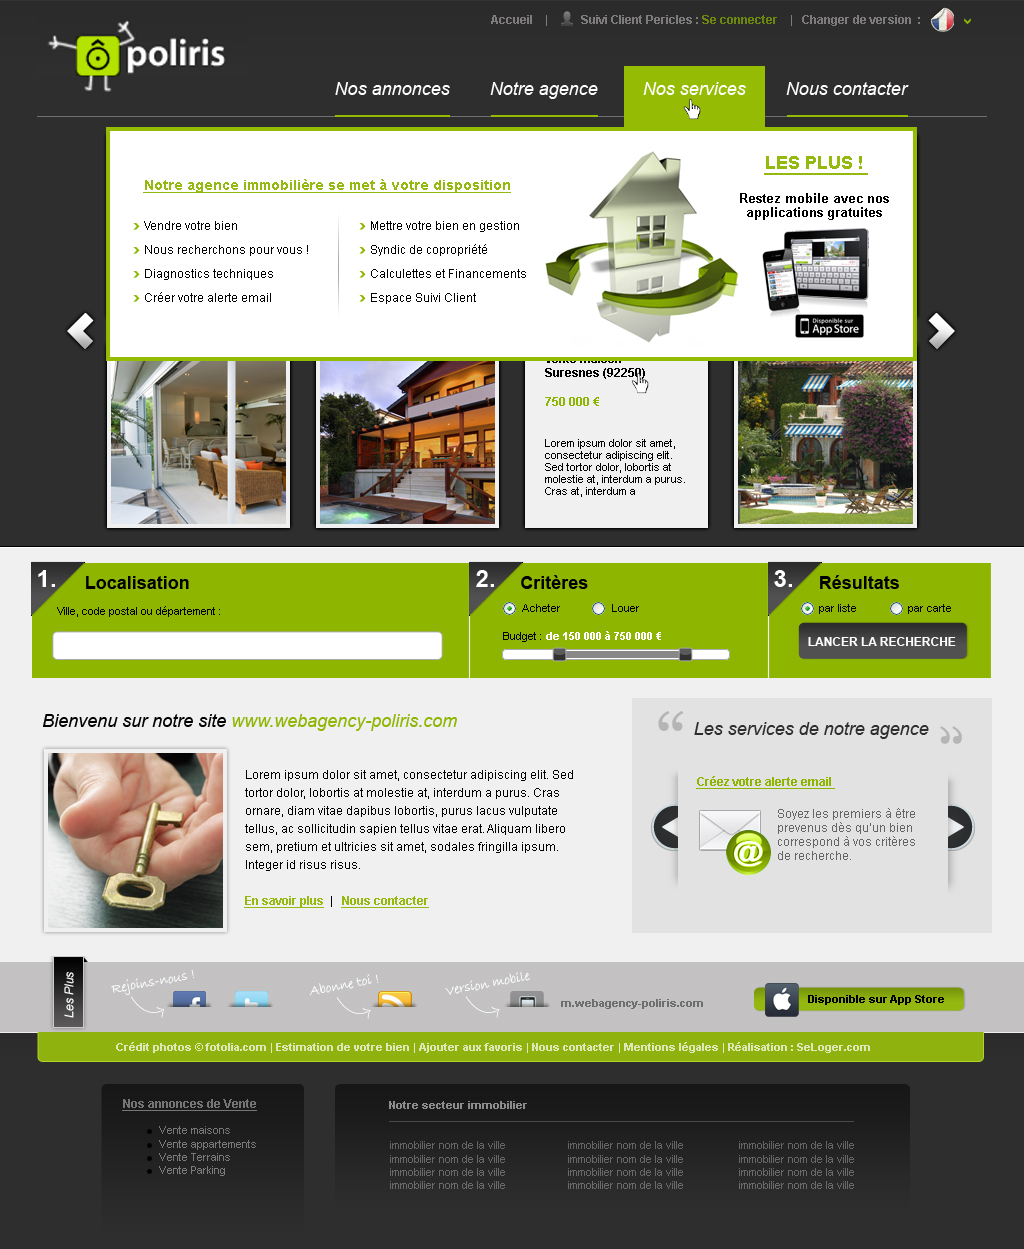 Accueil | Suivi Client Pericles : Se connecter | Changer de version :
poliris
Nos annonces
Notre agence
Nos services
Nous contacter
Notre agence immobilière se met à votre disposition
Vendre votre bien
Nous recherchons pour vous !
Diagnostics techniques
Créer votre alerte email
Mettre votre bien en gestion
Syndic de copropriété
Calculettes et Financements
Espace Suivi Client
LES PLUS !
Restez mobile avec nos
applications gratuites
Disponible sur
App Store
Vente maison
Suresnes (92250)
750 000 €
Lorem ipsum dolor sit amet,
consectetur adipiscing elit.
Sed tortor dolor, lobortis at
molestie at, interdum a purus.
Cras at, interdum a
1. Localisation
Ville, code postal ou département :
2. Critères
Acheter
Louer
Budget : de 150 000 à 750 000 €
3. Résultats
par liste
par carte
LANCER LA RECHERCHE
Bienvenu sur notre site www.webagency-poliris.com
Lorem ipsum dolor sit amet, consectetur adipiscing elit. Sed
tortor dolor, lobortis at molestie at, interdum a purus. Cras
ornare, diam vitae dapibus lobortis, purus lacus vulputate
tellus, ac sollicitudin sapien tellus vitae erat. Aliquam libero
sem, pretium et ultricies sit amet, sodales fringilla ipsum.
Integer id risus risus.
En savoir plus | Nous contacter
“ Les services de notre agence ”
Créez votre alerte email
Soyez les premiers à être
prevenus dès qu'un bien
correspond à vos critères
de recherche.
Les Plus
Rejoins-nous !
Abonne toi !
Version mobile
m.webagency-poliris.com
Disponible sur App Store
Crédit photos © fotolia.com | Estimation de votre bien | Ajouter aux favoris | Nous contacter | Mentions légales | Réalisation : SeLoger.com
Nos annonces de Vente
Vente maisons
Vente appartements
Vente Terrains
Vente Parking
Notre secteur immobilier
immobilier nom de la ville immobilier nom de la ville immobilier nom de la ville
immobilier nom de la ville immobilier nom de la ville immobilier nom de la ville
immobilier nom de la ville immobilier nom de la ville immobilier nom de la ville
immobilier nom de la ville immobilier nom de la ville immobilier nom de la ville